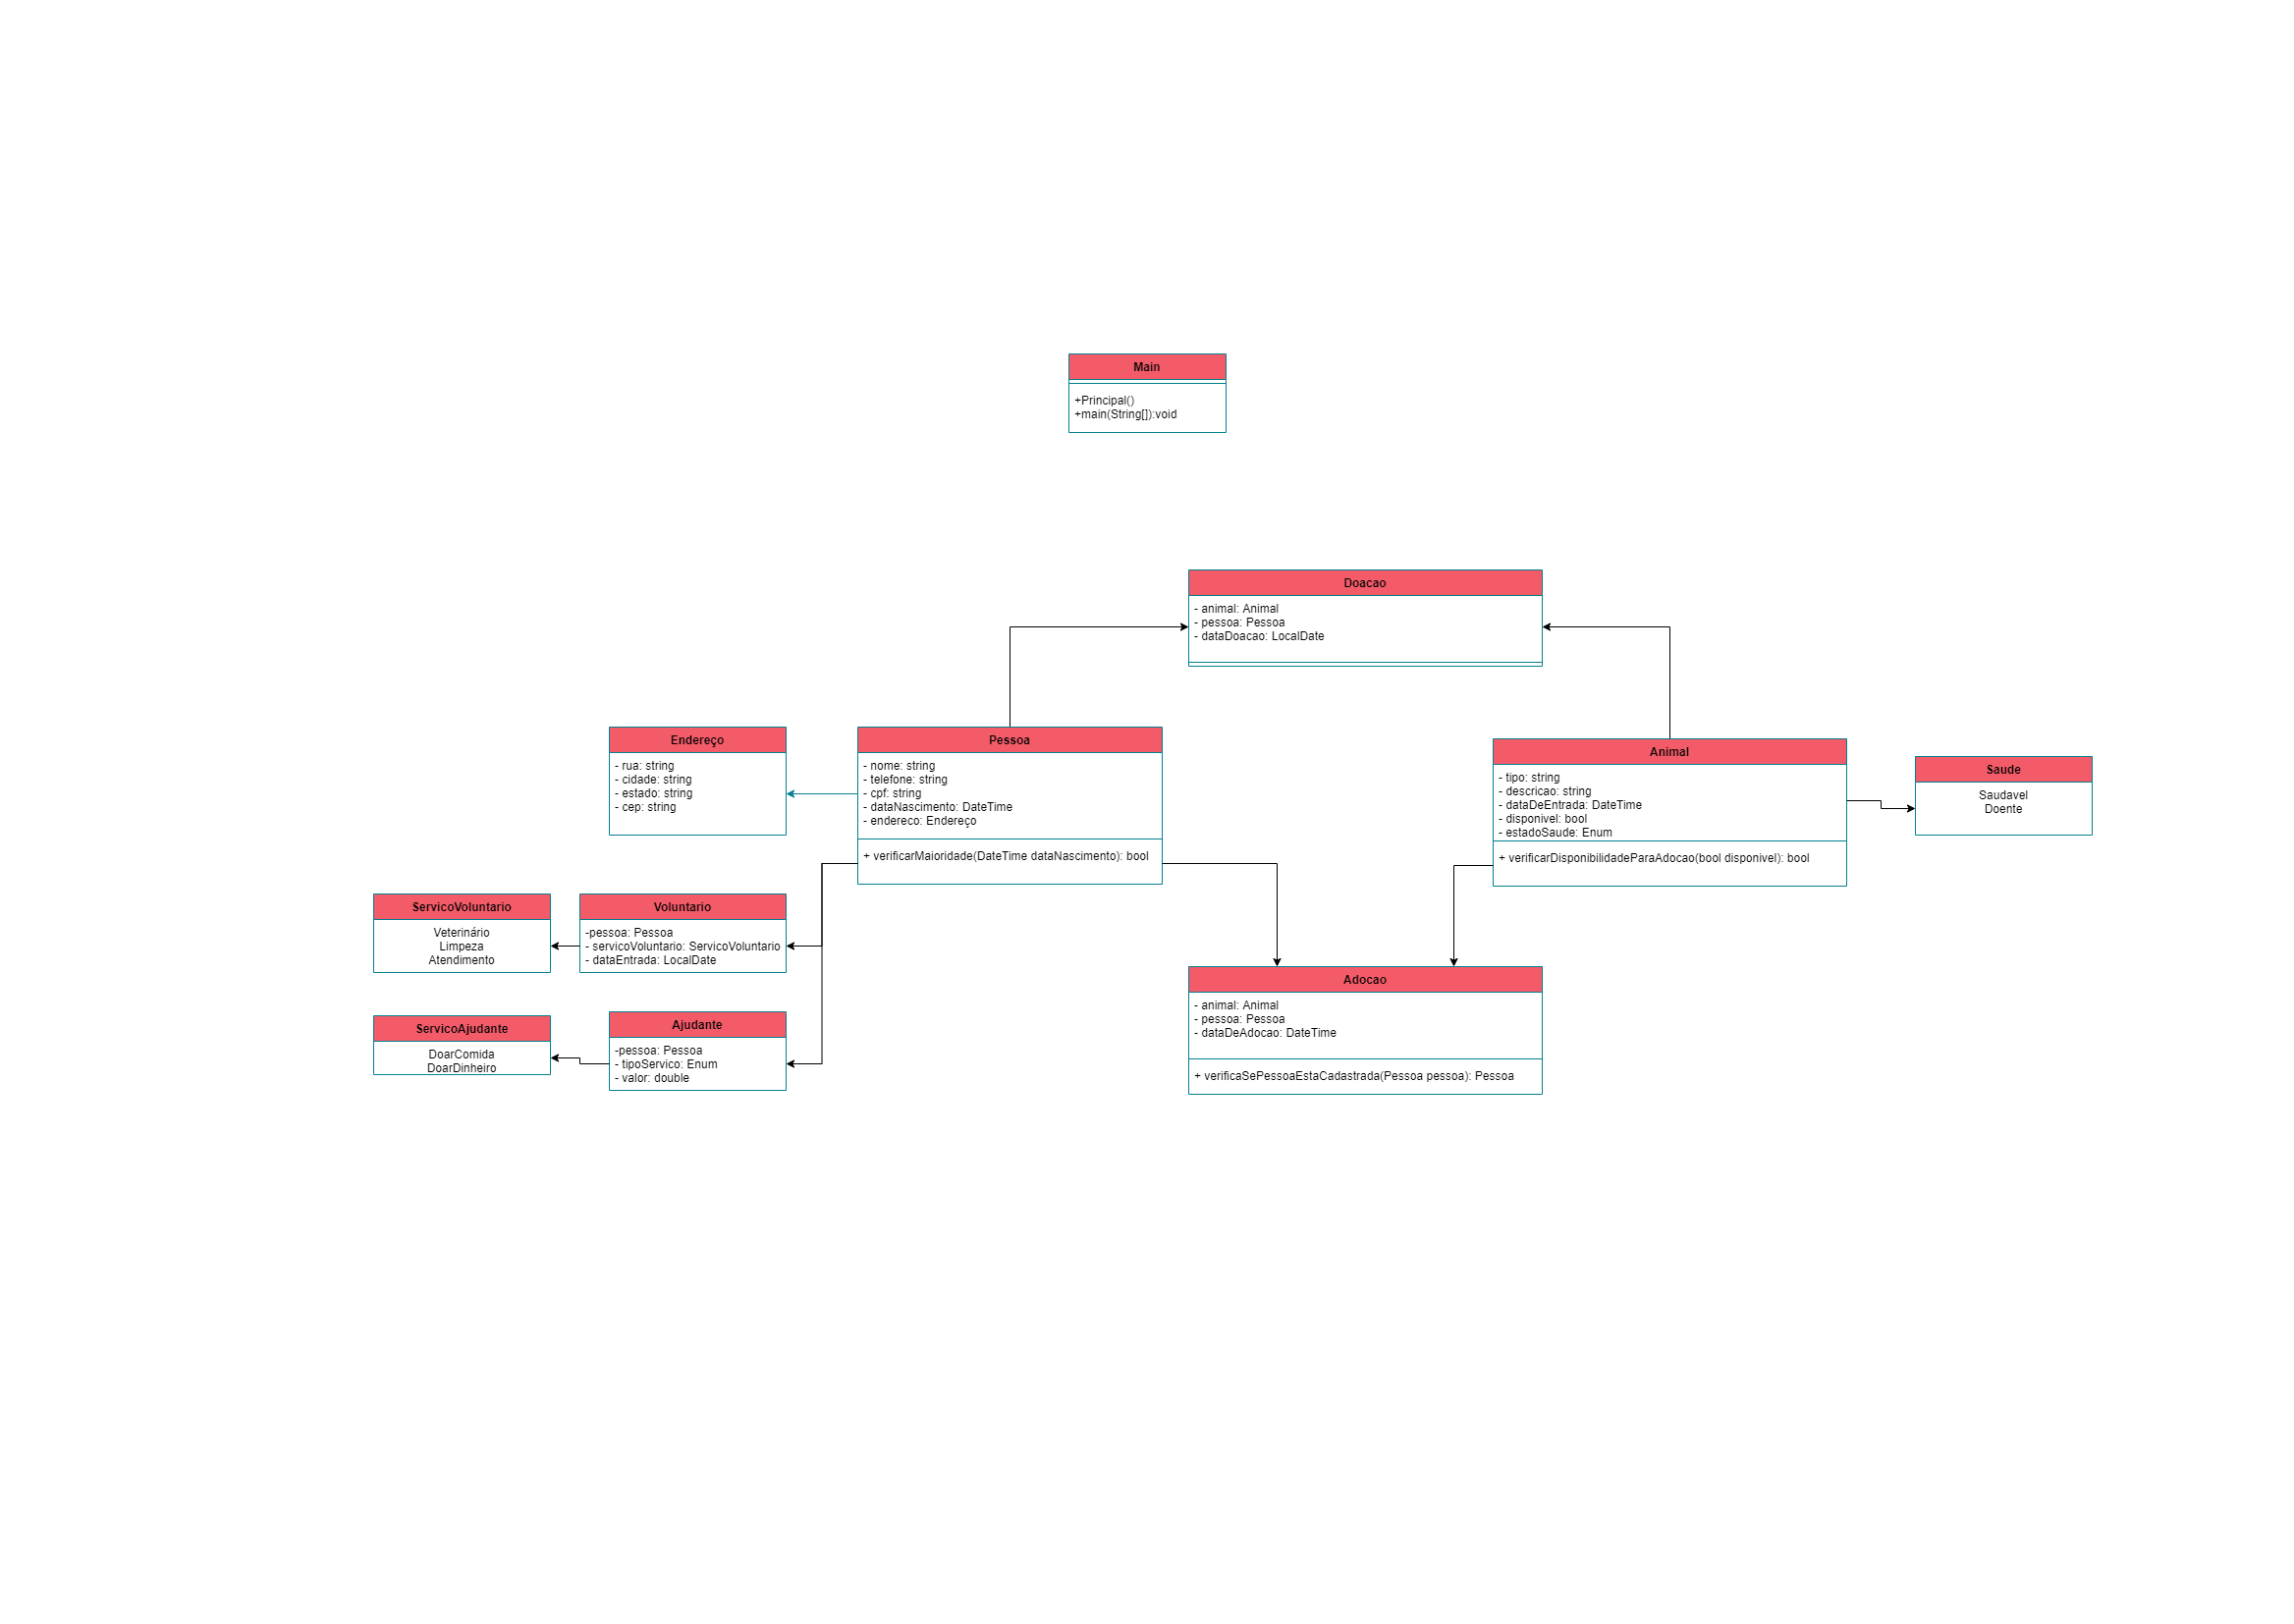 Main
+Principal()
+main(String[]):void
Doacao
- animal: Animal
- pessoa: Pessoa
- dataDoacao: LocalDate
Endereço
- rua: string
- cidade: string
- estado: string
- cep: string
Pessoa
- nome: string
- telefone: string
- cpf: string
- dataNascimento: DateTime
- endereco: Endereço
+ verificarMaioridade(DateTime dataNascimento): bool
Animal
- tipo: string
- descricao: string
- dataDeEntrada: DateTime
- disponivel: bool
- estadoSaude: Enum
+ verificarDisponibilidadeParaAdocao(bool disponivel): bool
Saude
Saudavel
Doente
ServicoVoluntario
Veterinário
Limpeza
Atendimento
Voluntario
-pessoa: Pessoa
- servicoVoluntario: ServicoVoluntario
- dataEntrada: LocalDate
ServicoAjudante
DoarComida
DoarDinheiro
Ajudante
-pessoa: Pessoa
- tipoServico: Enum
- valor: double
Adocao
- animal: Animal
- pessoa: Pessoa
- dataDeAdocao: DateTime
+ verificaSePessoaEstaCadastrada(Pessoa pessoa): Pessoa